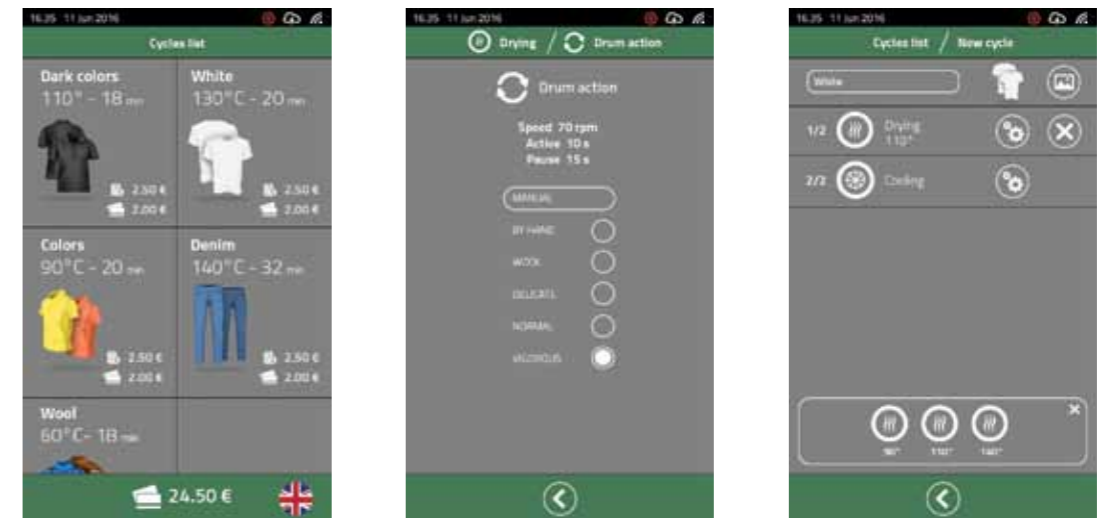 16.35 11 Jun 2016
Cycles list
Dark colors
110° - 18 min
2.50 €
2.00 €
White
130°C - 20 min
2.50 €
2.00 €
Colors
90°C - 20 min
2.50 €
2.00 €
Denim
140°C - 32 min
2.50 €
2.00 €
Wool
60°C- 18 min
24.50 €
16.35 11 Jun 2016
Drying / Drum action
Drum action
Speed 70 rpm
Active 10 s
Pause 15 s
MANUAL
BY HAND
WOOL
DELICATE
NORMAL
VIGOROUS
16.35 11 Jun 2016
Cycles list / New cycle
White
1/2 Drying
110°
2/2 Cooling
90° 110° 140°